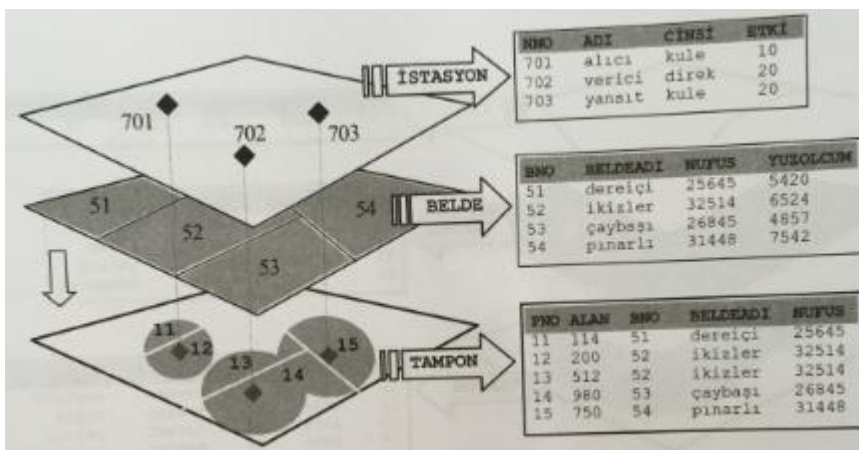 NNO ADI CİNSİ ETKİ
701 alıcı kule 10
702 verici direk 20
703 yansıt kule 20
İSTASYON
701
702
703
BNO BELDEADI NUFUS YUZOLCUM
51 dereiçi 25645 5420
52 ikizler 32514 6524
53 çaybaşı 26845 4857
54 pınarlı 31448 7542
BELDE
51
52
53
54
PNO ALAN BNO BELDEADI NUFUS
11 114 51 dereiçi 25645
12 200 52 ikizler 32514
13 512 52 ikizler 32514
14 980 53 çaybaşı 26845
15 750 54 pınarlı 31448
TAMPON
11
12
13
14
15